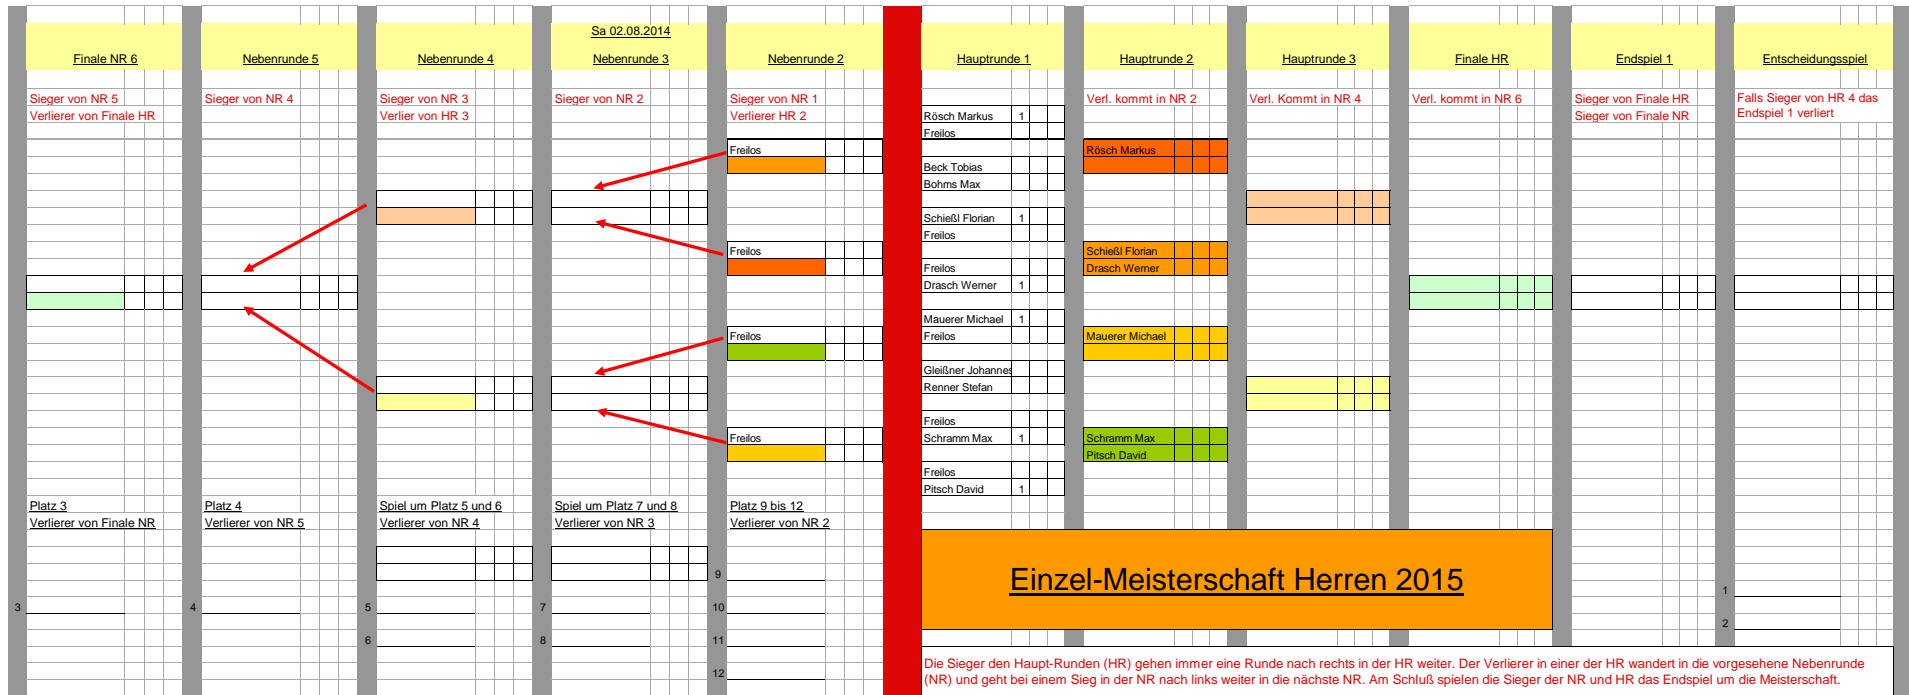 Sa 02.08.2014
Finale NR 6
Nebenrunde 5
Nebenrunde 4
Nebenrunde 3
Nebenrunde 2
Hauptrunde 1
Hauptrunde 2
Hauptrunde 3
Finale HR
Endspiel 1
Entscheidungsspiel
Sieger von NR 5
Verlierer von Finale HR
Sieger von NR 4
Sieger von NR 3
Verlier von HR 3
Sieger von NR 2
Sieger von NR 1
Verlierer HR 2
Verl. kommt in NR 2
Verl. Kommt in NR 4
Verl. kommt in NR 6
Sieger von Finale HR
Sieger von Finale NR
Falls Sieger von HR 4 das
Endspiel 1 verliert
Freilos
Freilos
Freilos
Freilos
Rösch Markus 1
Freilos
Beck Tobias
Bohms Max
Schießl Florian 1
Freilos
Freilos
Drasch Werner 1
Mauerer Michael 1
Freilos
Gleißner Johannes
Renner Stefan
Freilos
Schramm Max 1
Freilos
Pitsch David 1
Rösch Markus
Schießl Florian
Drasch Werner
Mauerer Michael
Schramm Max
Pitsch David
Platz 3
Verlierer von Finale NR
3
Platz 4
Verlierer von NR 5
4
Spiel um Platz 5 und 6
Verlierer von NR 4
5
6
Spiel um Platz 7 und 8
Verlierer von NR 3
7
8
Platz 9 bis 12
Verlierer von NR 2
9
10
11
12
Einzel-Meisterschaft Herren 2015
1
2
Die Sieger den Haupt-Runden (HR) gehen immer eine Runde nach rechts in der HR weiter. Der Verlierer in einer der HR wandert in die vorgesehene Nebenrunde
(NR) und geht bei einem Sieg in der NR nach links weiter in die nächste NR. Am Schluß spielen die Sieger der NR und HR das Endspiel um die Meisterschaft.